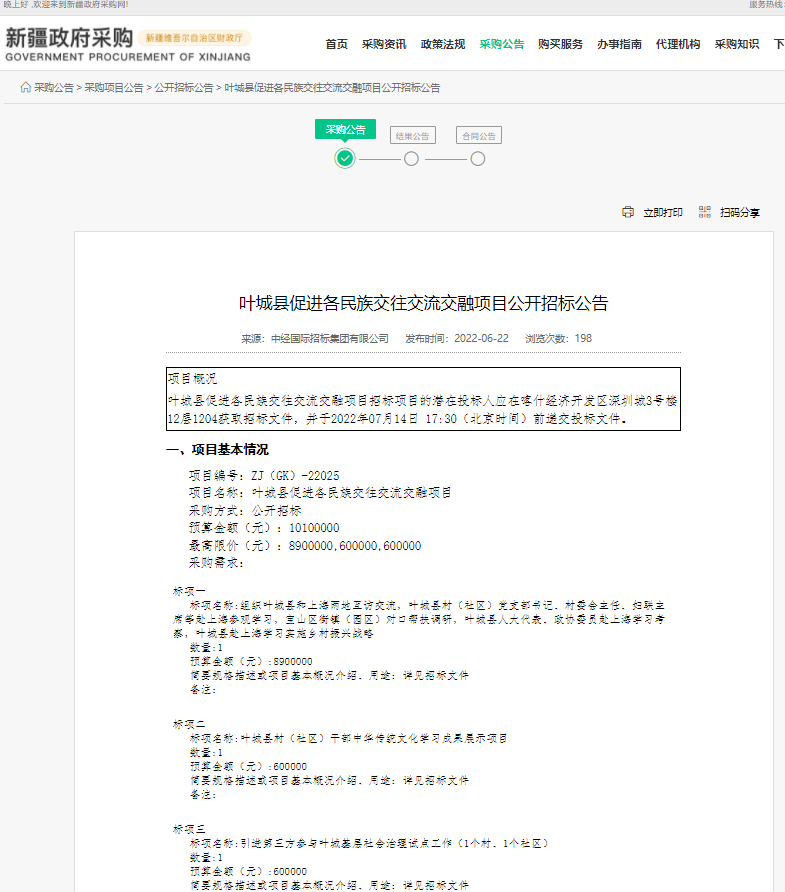 晚上好 ,欢迎来到新疆政府采购网! 服务热线:
新疆政府采购 新疆维吾尔自治区财政厅
GOVERNMENT PROCUREMENT OF XINJIANG
首页 采购资讯 政策法规 采购公告 购买服务 办事指南 代理机构 采购知识 下
采购公告 > 采购项目公告 > 公开招标公告 > 叶城县促进各民族交往交流交融项目公开招标公告
采购公告 结果公告 合同公告
立即打印 扫码分享
叶城县促进各民族交往交流交融项目公开招标公告
来源: 中经国际招标集团有限公司 发布时间: 2022-06-22 浏览次数: 198
项目概况
叶城县促进各民族交往交流交融项目招标项目的潜在投标人应在喀什经济开发区深圳城3号楼
12层1204获取招标文件，并于2022年07月14日 17:30（北京时间）前递交投标文件。
一、项目基本情况
项目编号：ZJ（GK）-22025
项目名称：叶城县促进各民族交往交流交融项目
采购方式：公开招标
预算金额（元）：10100000
最高限价（元）：8900000,600000,600000
采购需求：
标项一
标项名称:组织叶城县和上海两地互访交流，叶城县村（社区）党支部书记、村委会主任、妇联主
席等赴上海参观学习，宝山区街镇（园区）对口帮扶调研，叶城县人大代表、政协委员赴上海学习考
察，叶城县赴上海学习实施乡村振兴战略
数量:1
预算金额（元）:8900000
简要规格描述或项目基本概况介绍、用途：详见招标文件
备注：
标项二
标项名称:叶城县村（社区）干部中华传统文化学习成果展示项目
数量:1
预算金额（元）:600000
简要规格描述或项目基本概况介绍、用途：详见招标文件
备注：
标项三
标项名称:引进第三方参与叶城基层社会治理试点工作（1个村、1个社区）
数量:1
预算金额（元）:600000
简要规格描述或项目基本概况介绍、用途：详见招标文件